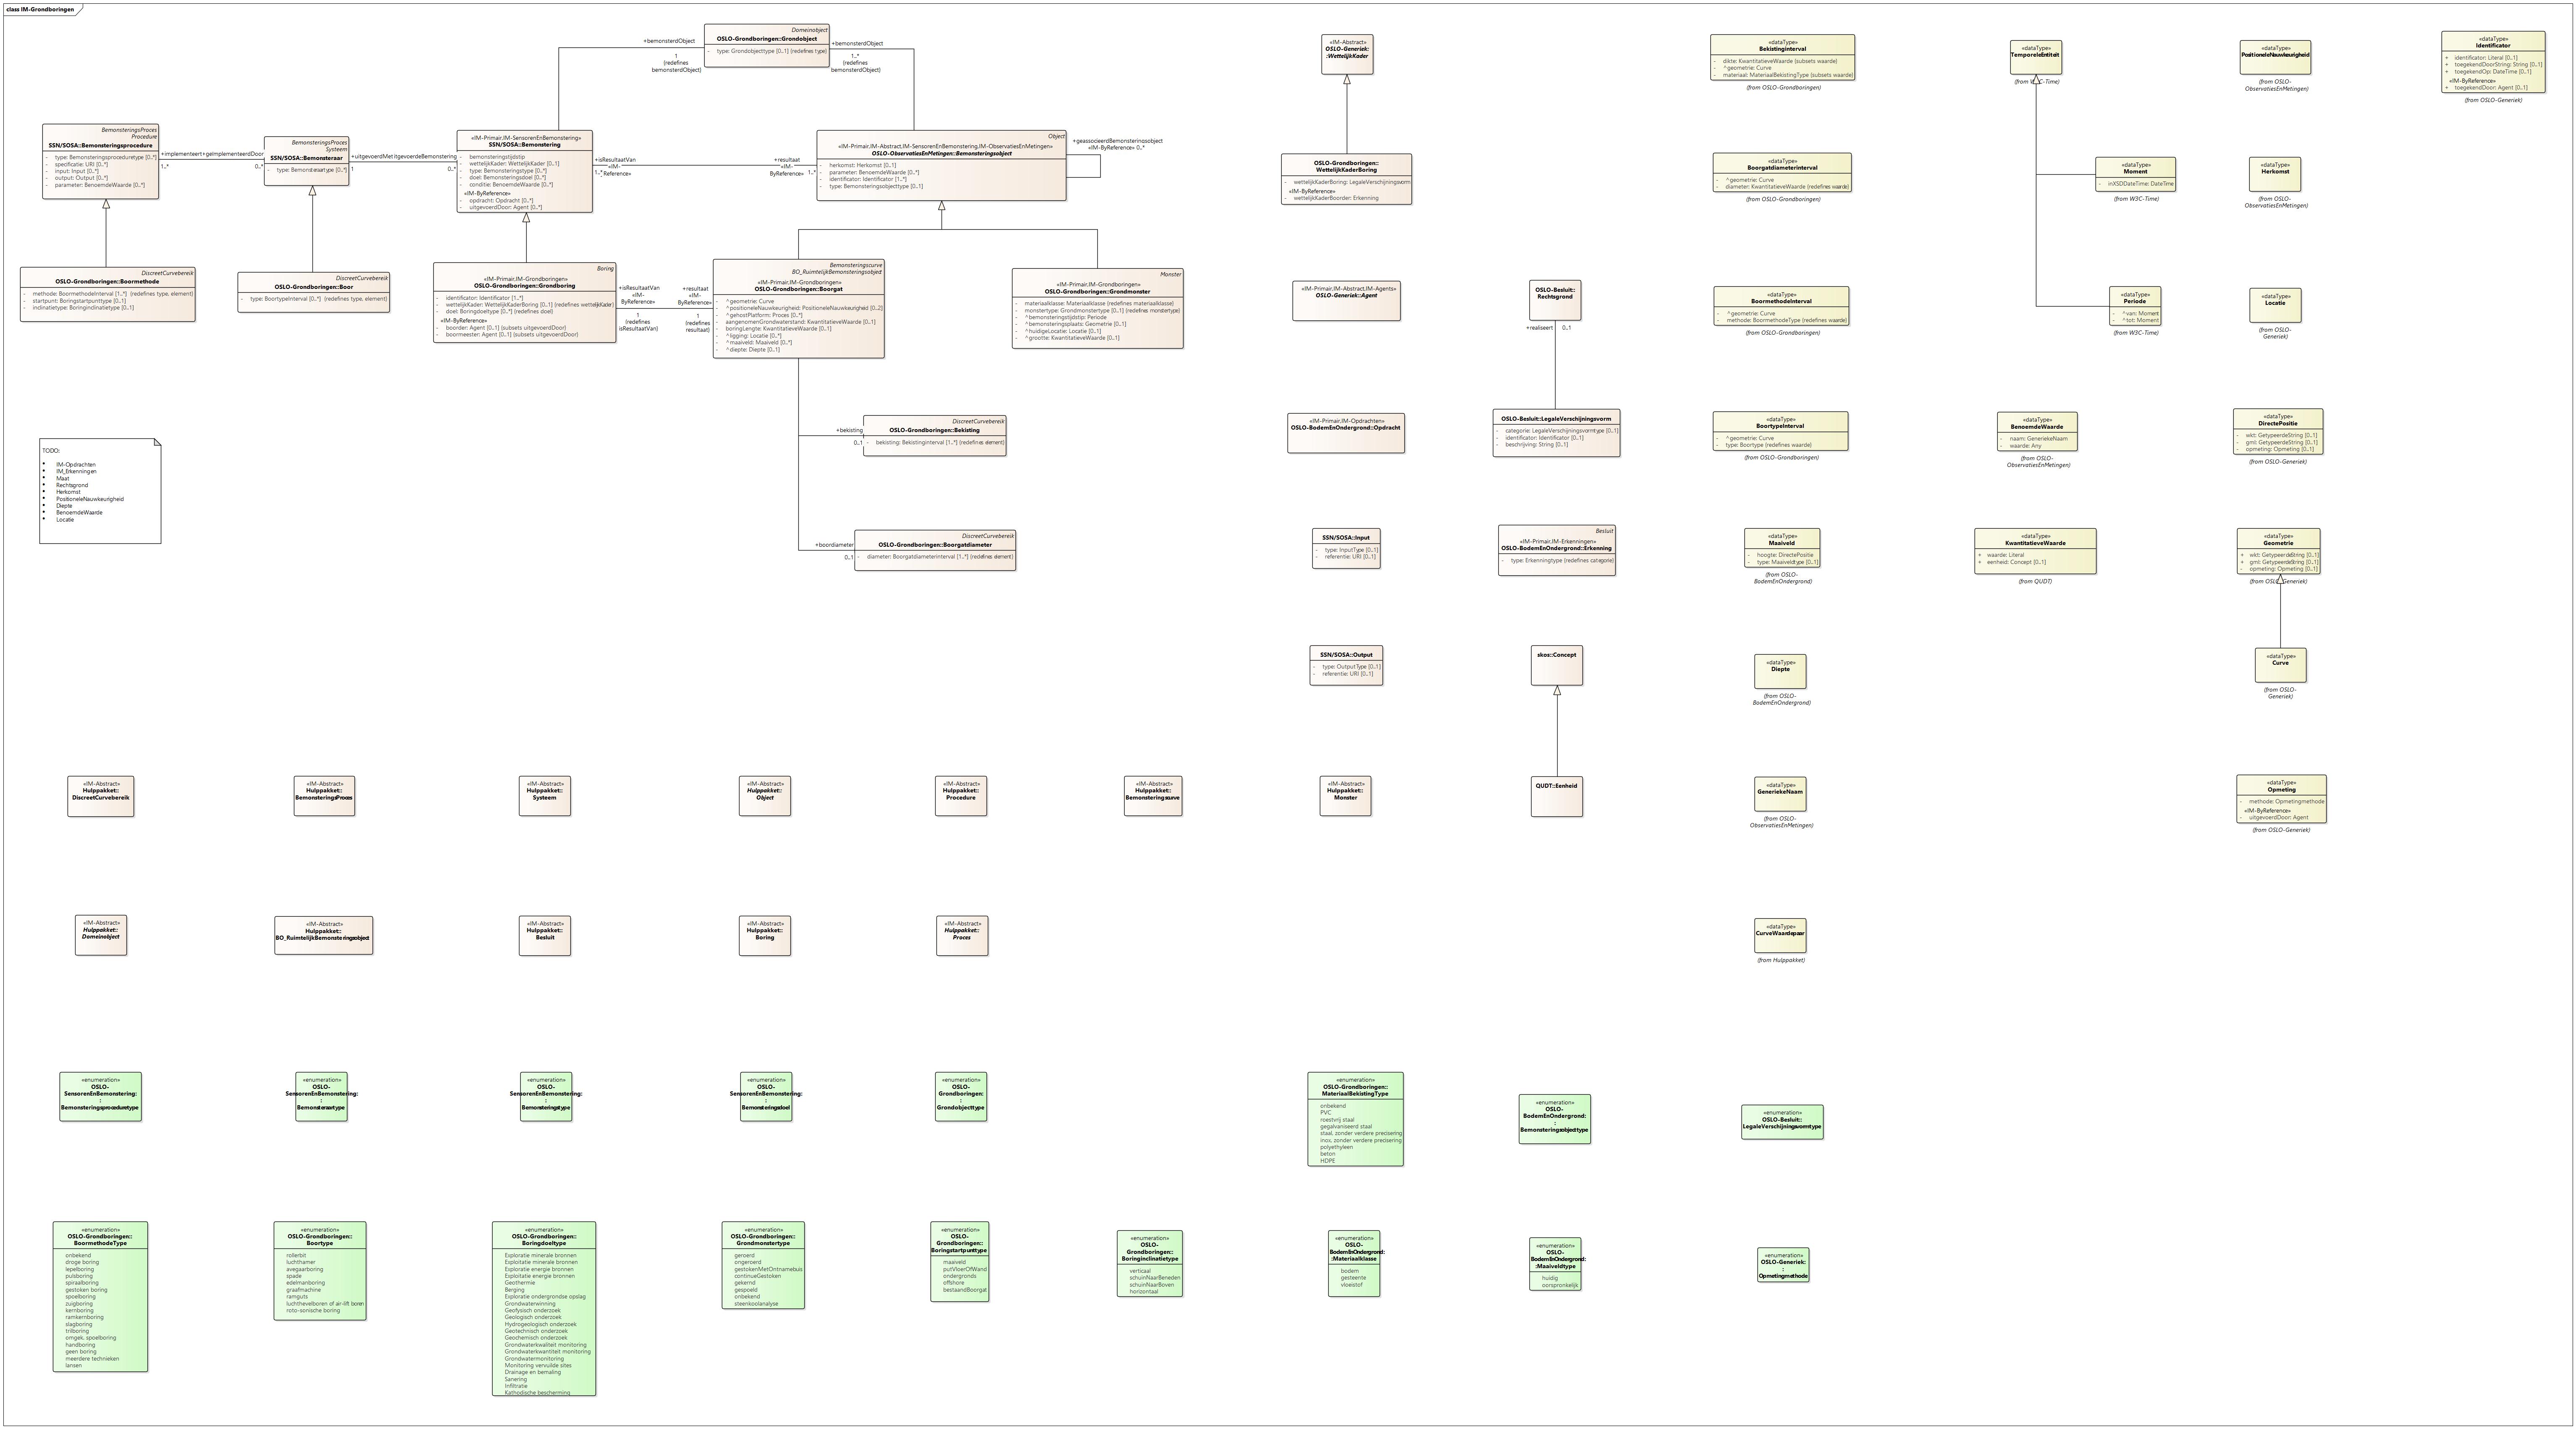 class IM-Grondboringen
Domeinobject
OSLO-Grondboringen::Grondobject
- type: Grondobjecttype [0..1] {redefines type}
+bemonsterdObject
1
{redefines
bemonsterdObject}
+bemonsterdObject
1..*
{redefines
bemonsterdObject}
BemonsteringsProces
Procedure
SSN/SOSA::Bemonsteringsprocedure
- type: Bemonsteringsproceduretype [0..*]
- specificatie: URI [0..*]
- input: Input [0..*]
- output: Output [0..*]
- parameter: BenoemdeWaarde [0..*]
+implementeert
+geïmplementeerdDoor
1..*
0..*
BemonsteringsProces
Systeem
SSN/SOSA::Bemonsteraar
- type: Bemonsteraartype [0..*]
+uitgevoerdMet
+uitgevoerdeBemonstering
1
0..*
«IM-Primair.IM-SensorenEnBemonstering»
SSN/SOSA::Bemonstering
- bemonsteringstijdstip
- wettelijkKader: WettelijkKader [0..1]
- type: Bemonsteringstype [0..*]
- doel: Bemonsteringsdoel [0..*]
- conditie: BenoemdeWaarde [0..*]
«IM-ByReference»
- opdracht: Opdracht [0..*]
- uitgevoerdDoor: Agent [0..*]
+isResultaatVan
«IM-
1..*
Reference»
+resultaat
«IM-
ByReference»
1..*
Object
«IM-Primair.IM-Abstract,IM-SensorenEnBemonstering,IM-ObservatiesEnMetingen»
OSLO-ObservatiesEnMetingen::Bemonsteringsobject
- herkomst: Herkomst [0..1]
- parameter: BenoemdeWaarde [0..*]
- identificator: Identificator [1..*]
- type: Bemonsteringsobjecttype [0..1]
+geassocieerdBemonsteringsobject
«IM-ByReference» 0..*
DiscreetCurvebereik
OSLO-Grondboringen::Boormethode
- methode: BoormethodeInterval [1..*] {redefines type, element}
- startpunt: Boringstartpunttype [0..1]
- inclinatietype: Boringinclinatietype [0..1]
DiscreetCurvebereik
OSLO-Grondboringen::Boor
- type: BoortypeInterval [0..*] {redefines type, element}
Boring
«IM-Primair.IM-Grondboringen»
OSLO-Grondboringen::Grondboring
- identificator: Identificator [1..*]
- wettelijkKader: WettelijkKaderBoring [0..1] {redefines wettelijkKader}
- doel: Boringdoeltype [0..*] {redefines doel}
«IM-ByReference»
- boorder: Agent [0..1] {subsets uitgevoerdDoor}
- boormeester: Agent [0..1] {subsets uitgevoerdDoor}
+isResultaatVan
«IM-
ByReference»
1
{redefines
isResultaatVan}
+resultaat
«IM-
ByReference»
1
{redefines
resultaat}
Bemonsteringscurve
BO_RuimtelijkBemonsteringsobject
«IM-Primair.IM-Grondboringen»
OSLO-Grondboringen::Boorgat
- ^geometrie: Curve
- ^positioneleNauwkeurigheid: PositioneleNauwkeurigheid [0..2]
- ^gehostPlatform: Proces [0..*]
- aangenomenGrondwaterstand: KwantitatieveWaarde [0..1]
- boringLengte: KwantitatieveWaarde [0..1]
- ^ligging: Locatie [0..*]
- ^maaiveld: Maaiveld [0..*]
- ^diepte: Diepte [0..1]
Monster
«IM-Primair.IM-Grondboringen»
OSLO-Grondboringen::Grondmonster
- materiaalklasse: Materiaalklasse {redefines materiaalklasse}
- monstertype: Grondmonstertype [0..1] {redefines monstertype}
- ^bemonsteringstijdstip: Periode
- ^bemonsteringsplaats: Geometrie [0..1]
- ^huidigeLocatie: Locatie [0..1]
- ^grootte: KwantitatieveWaarde [0..1]
+bekisting
0..1
DiscreetCurvebereik
OSLO-Grondboringen::Bekisting
- bekisting: Bekistinginterval [1..*] {redefines element}
+boordiameter
0..1
DiscreetCurvebereik
OSLO-Grondboringen::Boorgatdiameter
- diameter: Boorgatdiameterinterval [1..*] {redefines element}
TODO:
• IM-Opdrachten
• IM_Erkenningen
• Maat
• Rechtsgrond
• Herkomst
• PositioneleNauwkeurigheid
• Diepte
• BenoemdeWaarde
• Locatie
«IM-Abstract»
OSLO-Generiek:
:WettelijkKader
OSLO-Grondboringen::
WettelijkKaderBoring
- wettelijkKaderBoring: LegaleVerschijningsvorm
«IM-ByReference»
- wettelijkKaderBoorder: Erkenning
«IM-Primair.IM-Abstract,IM-Agents»
OSLO-Generiek::Agent
OSLO-Besluit::
Rechtsgrond
+realiseert 0..1
«IM-Primair.IM-Opdrachten»
OSLO-BodemEnOndergrond::Opdracht
OSLO-Besluit::LegaleVerschijningsvorm
- categorie: LegaleVerschijningsvormtype [0..1]
- identificator: Identificator [0..1]
- beschrijving: String [0..1]
SSN/SOSA::Input
- type: InputType [0..1]
- referentie: URI [0..1]
Besluit
«IM-Primair.IM-Erkenningen»
OSLO-BodemEnOndergrond::Erkenning
- type: Erkenningtype {redefines categorie}
SSN/SOSA::Output
- type: OutputType [0..1]
- referentie: URI [0..1]
skos::Concept
QUDT::Eenheid
«dataType»
Bekistinginterval
- dikte: KwantitatieveWaarde {subsets waarde}
- ^geometrie: Curve
- materiaal: MateriaalBekistingType {subsets waarde}
(from OSLO-Grondboringen)
«dataType»
Boorgatdiameterinterval
- ^geometrie: Curve
- diameter: KwantitatieveWaarde {redefines waarde}
(from OSLO-Grondboringen)
«dataType»
BoormethodeInterval
- ^geometrie: Curve
- methode: BoormethodeType {redefines waarde}
(from OSLO-Grondboringen)
«dataType»
BoortypeInterval
- ^geometrie: Curve
- type: Boortype {redefines waarde}
(from OSLO-Grondboringen)
«dataType»
Maaiveld
- hoogte: DirectePositie
- type: Maaiveldtype [0..1]
(from OSLO-
BodemEnOndergrond)
«dataType»
Diepte
(from OSLO-
BodemEnOndergrond)
«dataType»
GeneriekeNaam
(from OSLO-
ObservatiesEnMetingen)
«dataType»
CurveWaardepaar
(from Hulppakket)
«dataType»
TemporeleEntiteit
(from W3C-Time)
«dataType»
Moment
- inXSDDateTime: DateTime
(from W3C-Time)
«dataType»
Periode
- ^van: Moment
- ^tot: Moment
(from W3C-Time)
«dataType»
BenoemdeWaarde
- naam: GeneriekeNaam
- waarde: Any
(from OSLO-
ObservatiesEnMetingen)
«dataType»
KwantitatieveWaarde
+ waarde: Literal
+ eenheid: Concept [0..1]
(from QUDT)
«dataType»
PositioneleNauwkeurigheid
(from OSLO-
ObservatiesEnMetingen)
«dataType»
Herkomst
(from OSLO-
ObservatiesEnMetingen)
«dataType»
Locatie
(from OSLO-
Generiek)
«dataType»
DirectePositie
- wkt: GetypeerdeString [0..1]
- gml: GetypeerdeString [0..1]
- opmeting: Opmeting [0..1]
(from OSLO-Generiek)
«dataType»
Geometrie
+ wkt: GetypeerdeString [0..1]
+ gml: GetypeerdeString [0..1]
- opmeting: Opmeting [0..1]
(from OSLO-Generiek)
«dataType»
Curve
(from OSLO-
Generiek)
«dataType»
Opmeting
- methode: Opmetingmethode
«IM-ByReference»
- uitgevoerdDoor: Agent
(from OSLO-Generiek)
«dataType»
Identificator
+ identificator: Literal [0..1]
+ toegekendDoorString: String [0..1]
+ toegekendOp: DateTime [0..1]
«IM-ByReference»
+ toegekendDoor: Agent [0..1]
(from OSLO-Generiek)
«IM-Abstract»
Hulppakket::
DiscreetCurvebereik
«IM-Abstract»
Hulppakket::
BemonsteringsProces
«IM-Abstract»
Hulppakket::
Systeem
«IM-Abstract»
Hulppakket::
Object
«IM-Abstract»
Hulppakket::
Procedure
«IM-Abstract»
Hulppakket::
Bemonsteringscurve
«IM-Abstract»
Hulppakket::
Monster
«IM-Abstract»
Hulppakket::
Domeinobject
«IM-Abstract»
Hulppakket::
BO_RuimtelijkBemonsteringsobject
«IM-Abstract»
Hulppakket::
Besluit
«IM-Abstract»
Hulppakket::
Boring
«IM-Abstract»
Hulppakket::
Proces
«enumeration»
OSLO-
SensorenEnBemonstering:
:
Bemonsteringsproceduretype
«enumeration»
OSLO-
SensorenEnBemonstering:
:
Bemonsteraartype
«enumeration»
OSLO-
SensorenEnBemonstering:
:
Bemonsteringstype
«enumeration»
OSLO-
SensorenEnBemonstering:
:
Bemonsteringsdoel
«enumeration»
OSLO-
Grondboringen:
:
Grondobjecttype
«enumeration»
OSLO-Grondboringen::
MateriaalBekistingType
onbekend
PVC
roestvrij staal
gegalvaniseerd staal
staal, zonder verdere precisering
inox, zonder verdere precisering
polyethyleen
beton
HDPE
«enumeration»
OSLO-
BodemEnOndergrond:
:
Bemonsteringsobjecttype
«enumeration»
OSLO-Besluit::
LegaleVerschijningsvormtype
«enumeration»
OSLO-Grondboringen::
BoormethodeType
onbekend
droge boring
lepelboring
pulsboring
spiraalboring
gestoken boring
spoelboring
zuigboring
kernboring
ramkernboring
slagboring
trilboring
omgek. spoelboring
handboring
geen boring
meerdere technieken
lansen
«enumeration»
OSLO-Grondboringen::
Boortype
rollerbit
luchthamer
avegaarboring
spade
edelmanboring
graafmachine
ramguts
luchthevelboren of air-lift boren
roto-sonische boring
«enumeration»
OSLO-Grondboringen::
Boringdoeltype
Exploratie minerale bronnen
Exploitatie minerale bronnen
Exploratie energie bronnen
Exploitatie energie bronnen
Geothermie
Berging
Exploratie ondergrondse opslag
Grondwaterwinning
Geofysisch onderzoek
Geologisch onderzoek
Hydrogeologisch onderzoek
Geotechnisch onderzoek
Geochemisch onderzoek
Grondwaterkwaliteit monitoring
Grondwaterkwantiteit monitoring
Grondwatermonitoring
Monitoring vervuilde sites
Drainage en bemaling
Sanering
Infiltratie
Kathodische bescherming
«enumeration»
OSLO-Grondboringen::
Grondmonstertype
geroerd
ongeroerd
gestokenMetOntnamebuis
continueGestoken
gekernd
gespoeld
onbekend
steenkoolanalyse
«enumeration»
OSLO-
Grondboringen::
Boringstartpunttype
maaiveld
putVloerOfWand
ondergronds
offshore
bestaandBoorgat
«enumeration»
OSLO-
Grondboringen::
Boringinclinatietype
verticaal
schuinNaarBeneden
schuinNaarBoven
horizontaal
«enumeration»
OSLO-
BodemEnOndergrond:
:Materiaalklasse
bodem
gesteente
vloeistof
«enumeration»
OSLO-
BodemEnOndergrond:
:Maaiveldtype
huidig
oorspronkelijk
«enumeration»
OSLO-Generiek:
:
Opmetingmethode